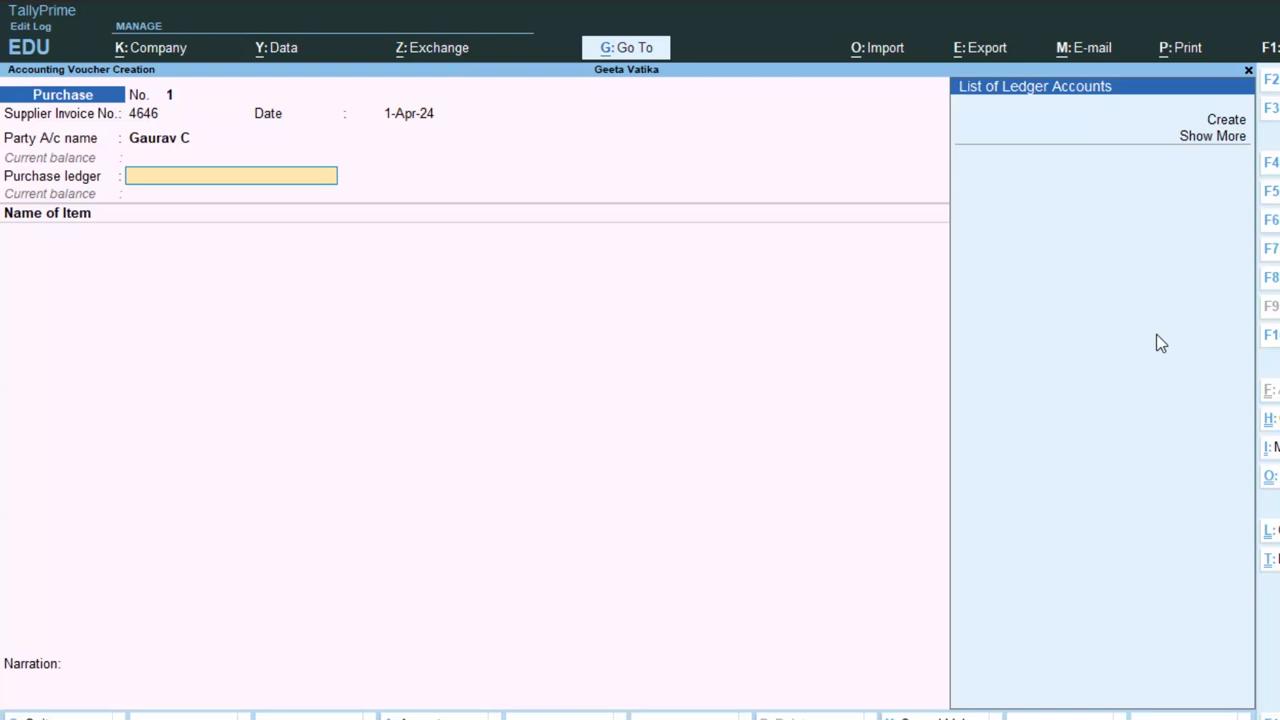 TallyPrime
Edit Log
MANAGE
EDU
K: Company
Y: Data
Z: Exchange
G: Go To
O: Import
E: Export
M: E-mail
P: Print
F1:
Accounting Voucher Creation
Geeta Vatika
Purchase No. 1
Supplier Invoice No.: 4646 Date : 1-Apr-24
Party A/c name : Gaurav C
Current balance :
Purchase ledger :
Current balance :
Name of Item
Narration:
List of Ledger Accounts
Create
Show More
F2
F3
F4
F5
F6
F7
F8
F9
F1
E:
H:
I: M
O:
L:
T: